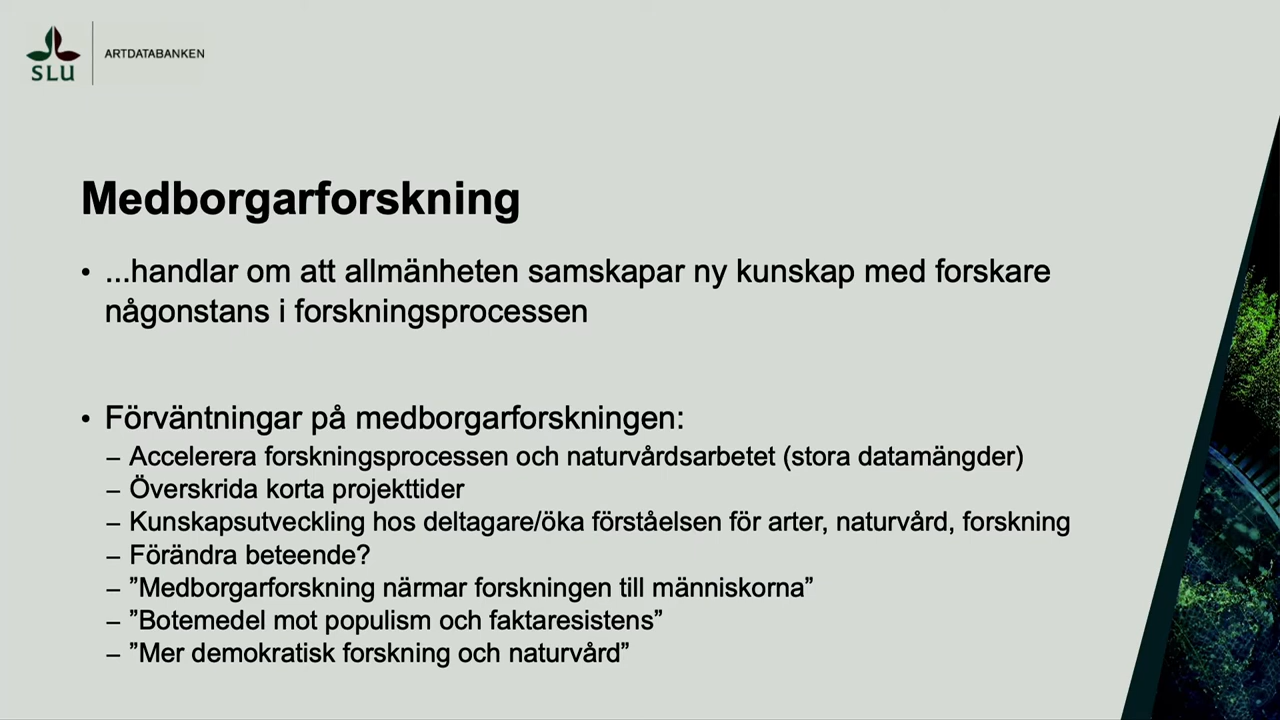 SLU
ARTDATABANKEN
Medborgarforskning
• ...handlar om att allmänheten samskapar ny kunskap med forskare
någonstans i forskningsprocessen
• Förväntningar på medborgarforskningen:
– Accelerera forskningsprocessen och naturvårdsarbetet (stora datamängder)
– Överskrida korta projekttider
– Kunskapsutveckling hos deltagare/öka förståelsen för arter, naturvård, forskning
– Förändra beteende?
– ”Medborgarforskning närmar forskningen till människorna”
– ”Botemedel mot populism och faktaresistens”
– ”Mer demokratisk forskning och naturvård”